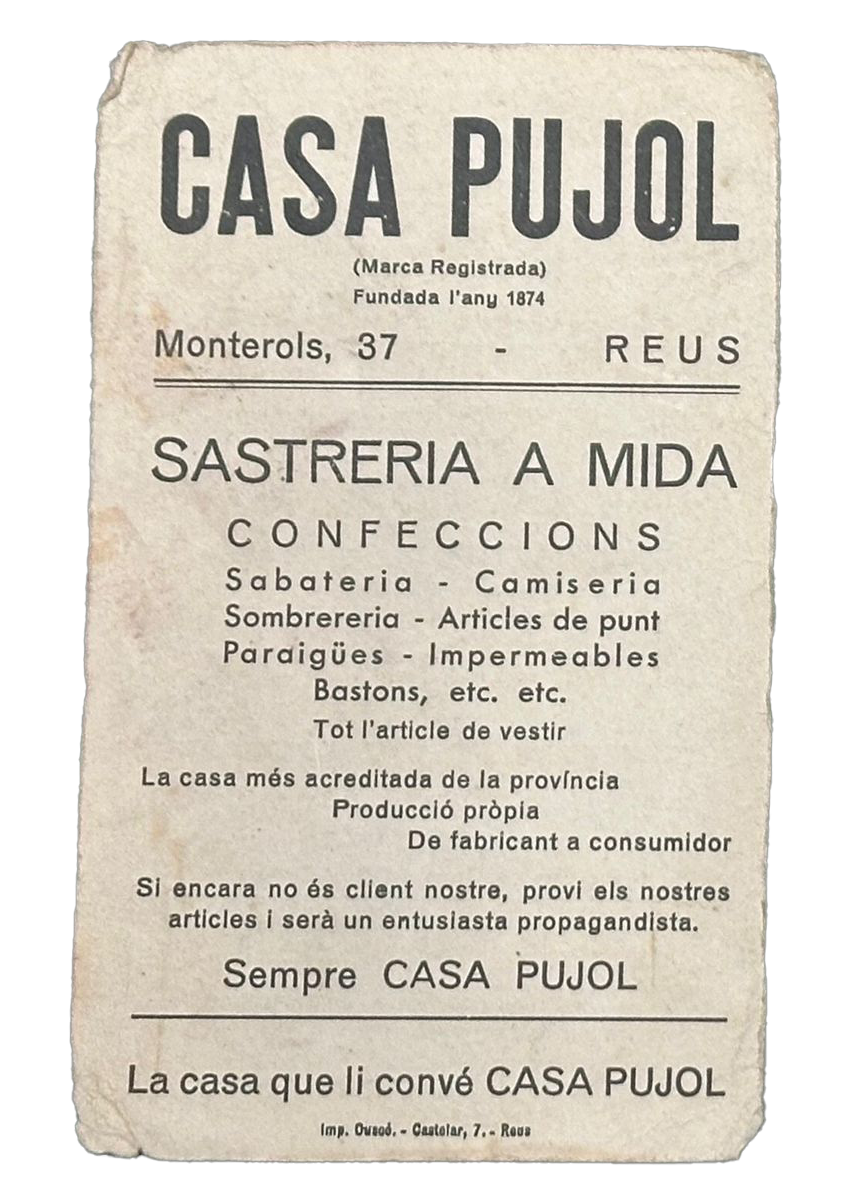 CASA PUJOL
(Marca Registrada)
Fundada l'any 1874
Monterols, 37 - REUS
SASTRERIA A MIDA
CONFECCIONS
Sabateria - Camiseria
Sombrereria - Articles de punt
Paraigües - Impermeables
Bastons, etc. etc.
Tot l'article de vestir
La casa més acreditada de la província
Producció pròpia
De fabricant a consumidor
Si encara no és client nostre, provi els nostres
articles i serà un entusiasta propagandista.
Sempre CASA PUJOL
La casa que li convé CASA PUJOL
Imp. - Castelar, 7. - Reus